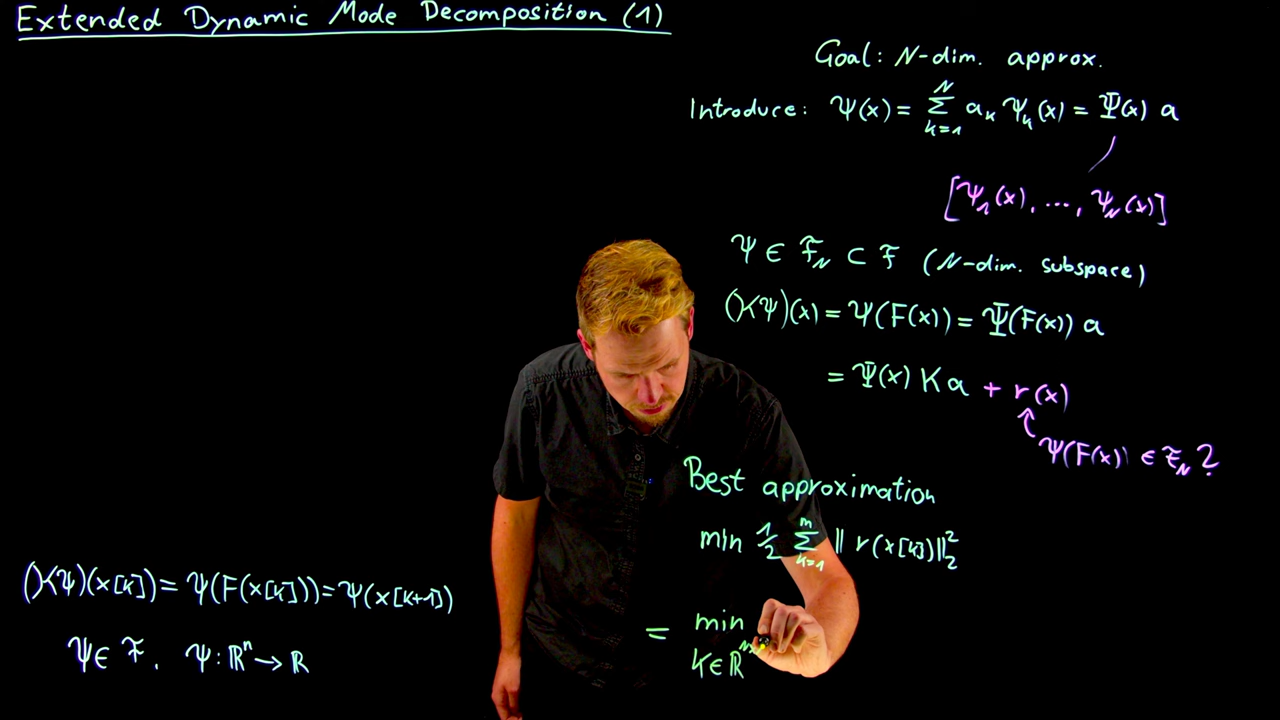 Extended Dynamic Mode Decomposition (1)
Goal: N-dim. approx.
Introduce: ψ(x) = Σ_{k=1}^{N} a_k ψ_k(x) = Ψ(x) a
[ψ_1(x), ..., ψ_N(x)]
ψ ∈ F_N ⊂ F (N-dim. subspace)
(Kψ)(x) = ψ(F(x)) = Ψ(F(x)) a
= Ψ(x) K a + r(x)
ψ(F(x)) ∈ F_N ?
Best approximation
min 1/2 Σ_{k=1}^{m} ‖ r(x[k]) ‖_2^2
= min
K ∈ ℝ^N
(Kψ)(x[k]) = ψ(F(x[k])) = ψ(x[k+1])
ψ ∈ F, ψ: ℝ^n → ℝ